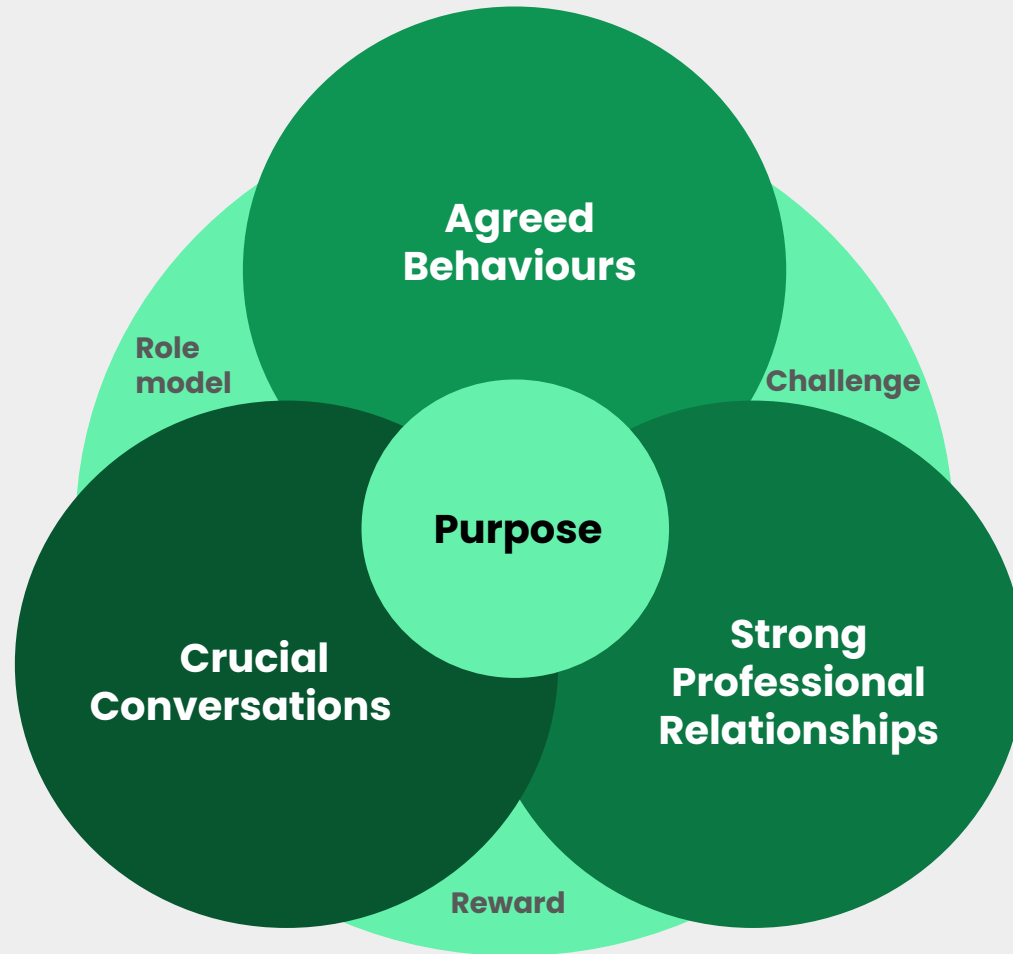 Agreed
Behaviours
Role
model
Challenge
Purpose
Crucial
Conversations
Strong
Professional
Relationships
Reward